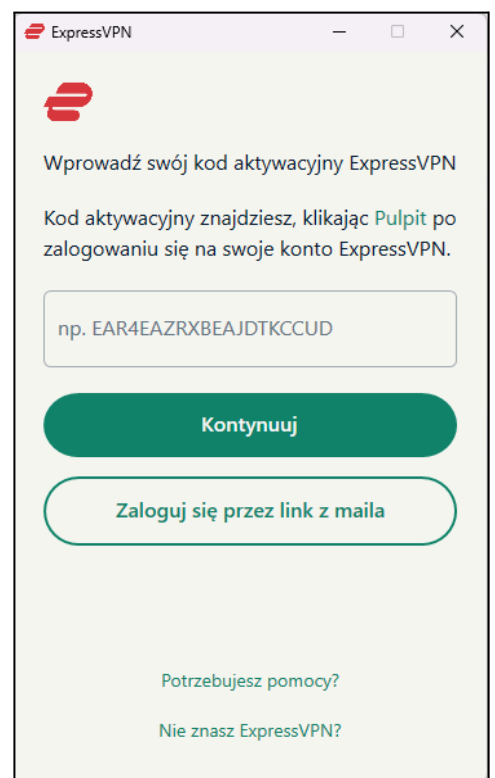 ExpressVPN
Wprowadź swój kod aktywacyjny ExpressVPN
Kod aktywacyjny znajdziesz, klikając Pulpit po
zalogowaniu się na swoje konto ExpressVPN.
np. EAR4EAZRXBEAJDTKCCUD
Kontynuuj
Zaloguj się przez link z maila
Potrzebujesz pomocy?
Nie znasz ExpressVPN?